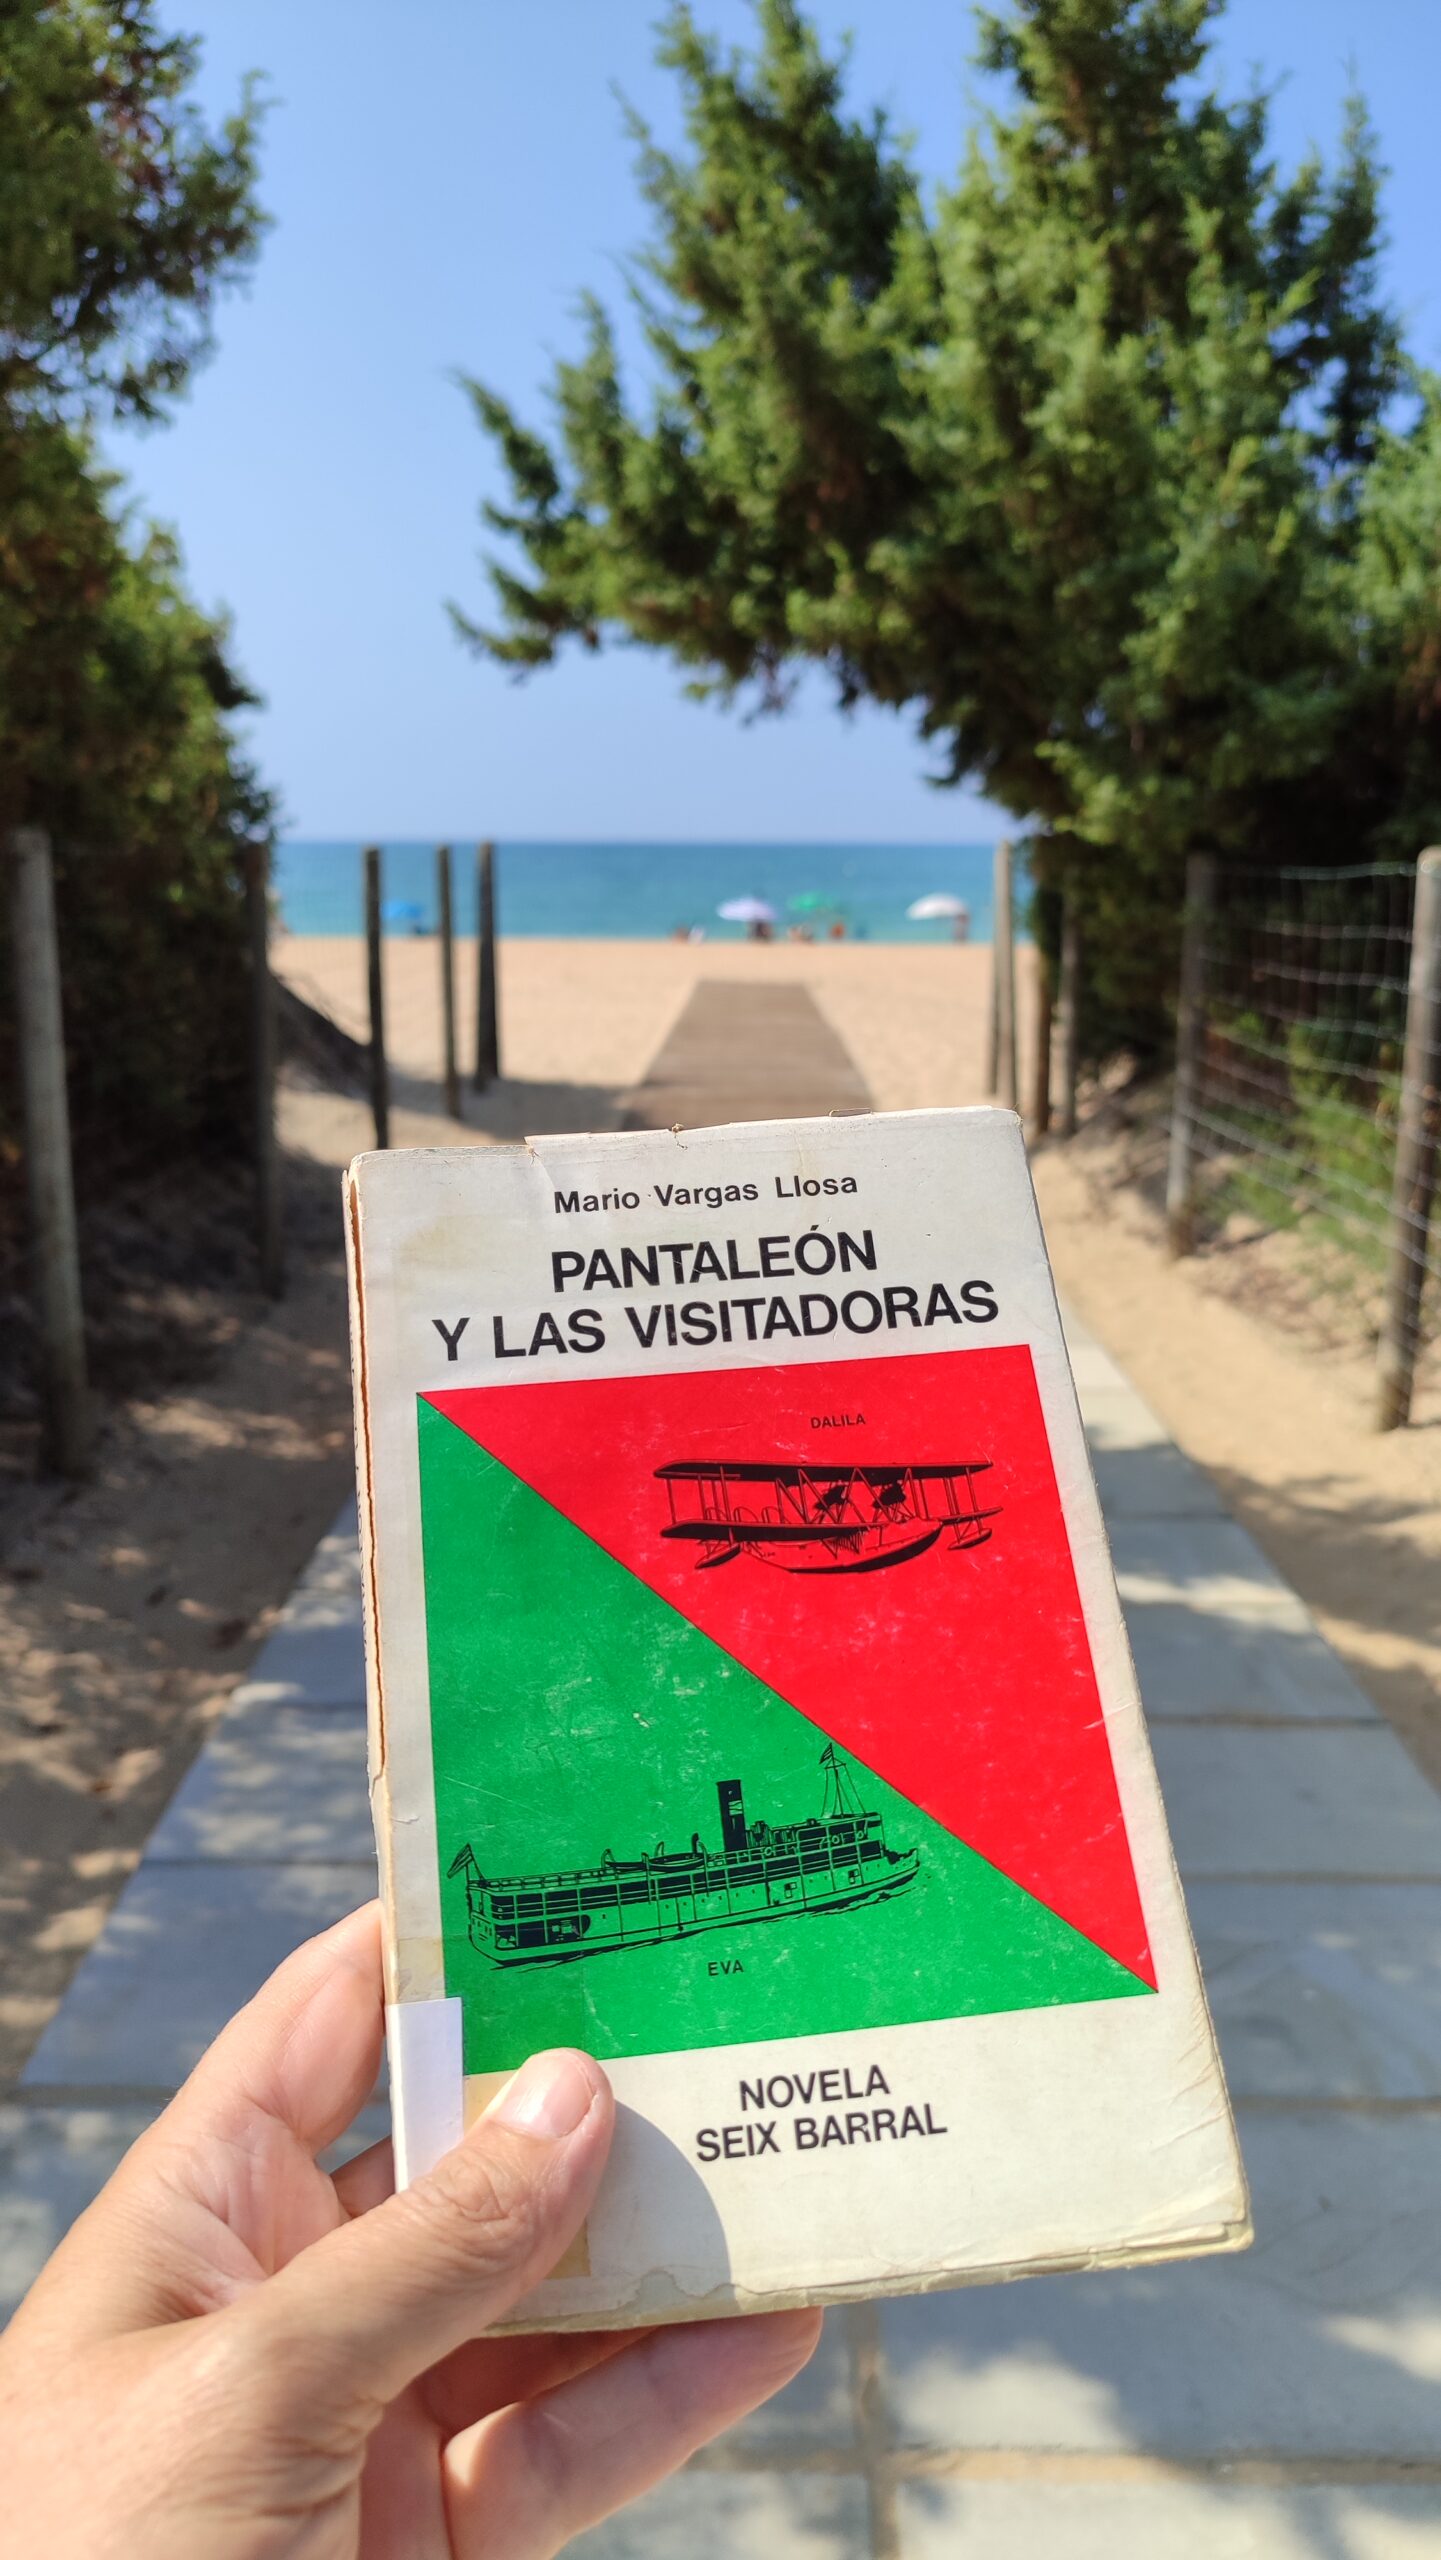 Mario Vargas Llosa
PANTALEÓN
Y LAS VISITADORAS
DALILA
EVA
NOVELA
SEIX BARRAL